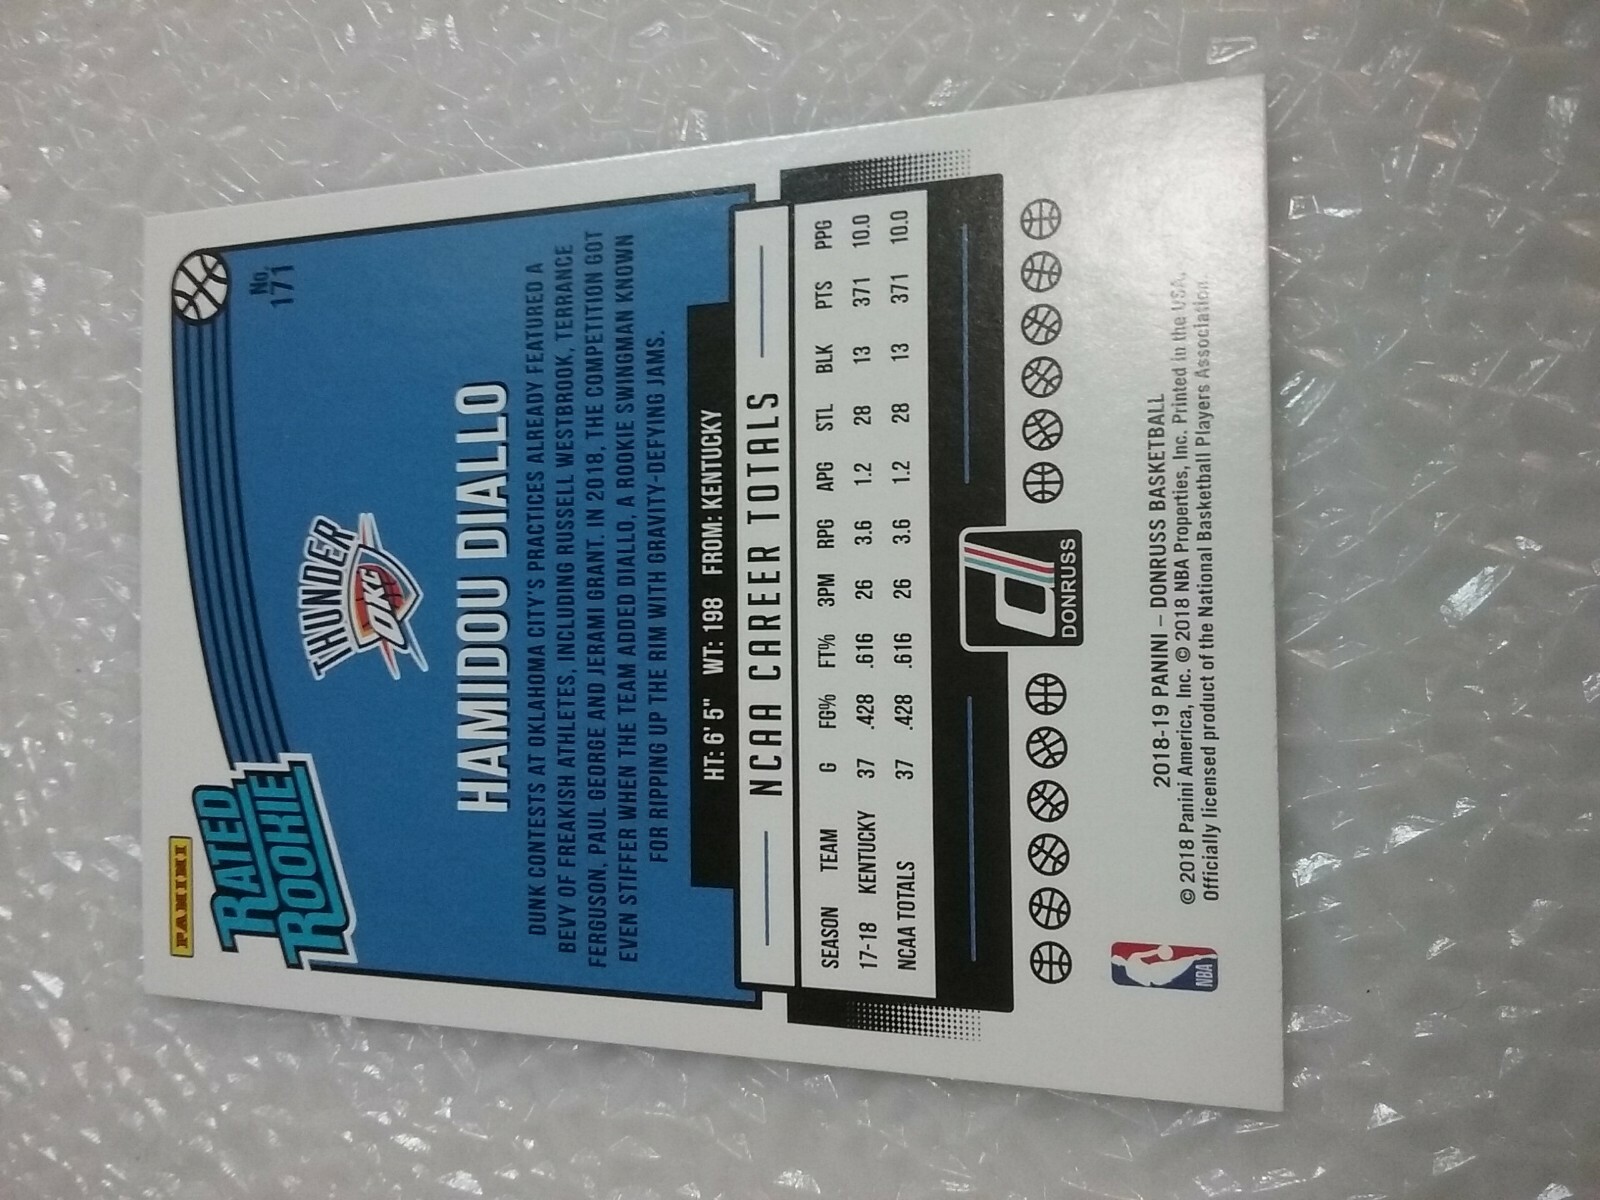 PANINI
RATED
ROOKIE
No.
171
THUNDER
OKC
HAMIDOU DIALLO
DUNK CONTESTS AT OKLAHOMA CITY'S PRACTICES ALREADY FEATURED A
BEVY OF FREAKISH ATHLETES, INCLUDING RUSSELL WESTBROOK, TERRANCE
FERGUSON, PAUL GEORGE AND JERAMI GRANT. IN 2018, THE COMPETITION GOT
EVEN STIFFER WHEN THE TEAM ADDED DIALLO, A ROOKIE SWINGMAN KNOWN
FOR RIPPING UP THE RIM WITH GRAVITY-DEFYING JAMS.
HT: 6' 5" WT: 198 FROM: KENTUCKY
NCAA CAREER TOTALS
SEASON TEAM G FG% FT% 3PM RPG APG STL BLK PTS PPG
17-18 KENTUCKY 37 .428 .616 26 3.6 1.2 28 13 371 10.0
NCAA TOTALS 37 .428 .616 26 3.6 1.2 28 13 371 10.0
DONRUSS
2018-19 PANINI – DONRUSS BASKETBALL
© 2018 Panini America, Inc. © 2018 NBA Properties, Inc. Printed in the USA.
Officially licensed product of the National Basketball Players Association.
NBA